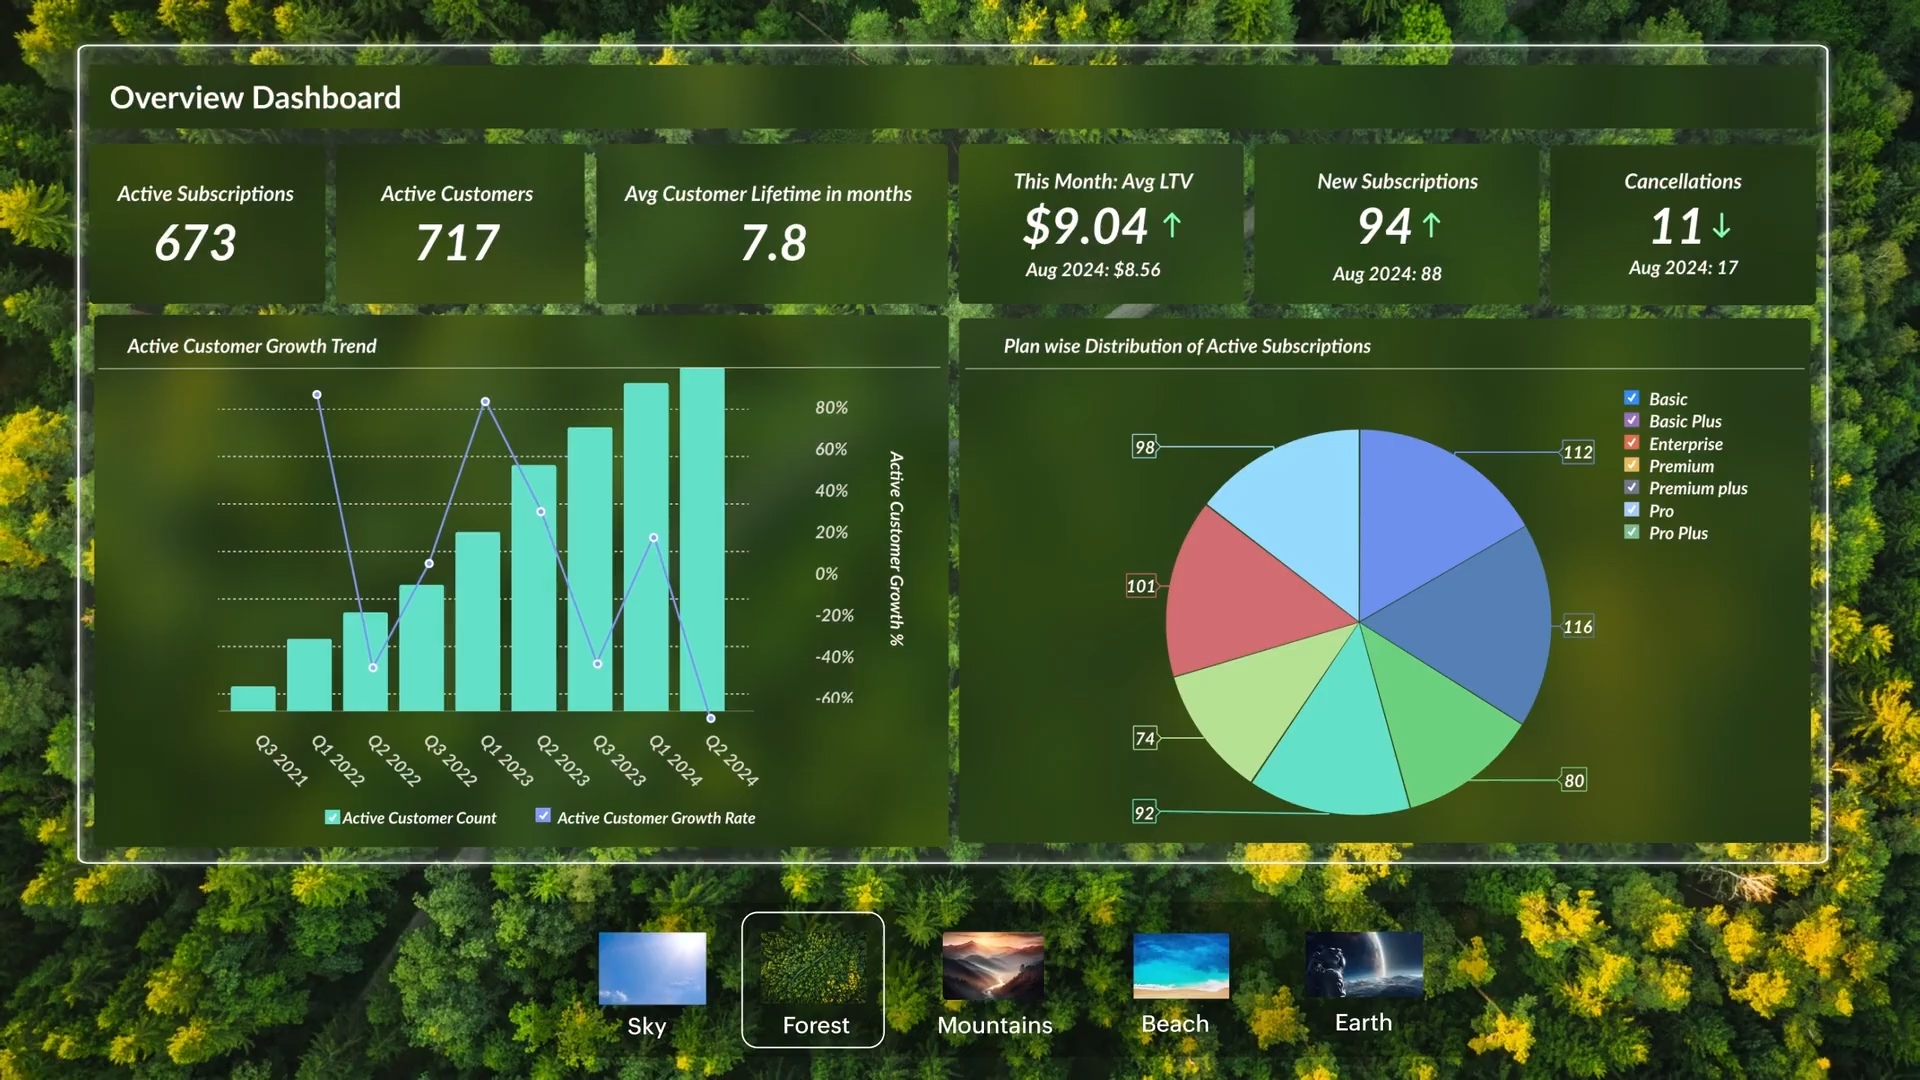 Overview Dashboard
Active Subscriptions
673
Active Customers
717
Avg Customer Lifetime in months
7.8
This Month: Avg LTV
$9.04 ↑
Aug 2024: $8.56
New Subscriptions
94 ↑
Aug 2024: 88
Cancellations
11 ↓
Aug 2024: 17
Active Customer Growth Trend
80%
60%
40%
20%
0%
-20%
-40%
-60%
Active Customer Growth %
Q3 2021
Q1 2022
Q2 2022
Q3 2022
Q1 2023
Q2 2023
Q3 2023
Q1 2024
Q2 2024
Active Customer Count
Active Customer Growth Rate
Plan wise Distribution of Active Subscriptions
98
112
101
116
74
80
92
Basic
Basic Plus
Enterprise
Premium
Premium plus
Pro
Pro Plus
Sky
Forest
Mountains
Beach
Earth